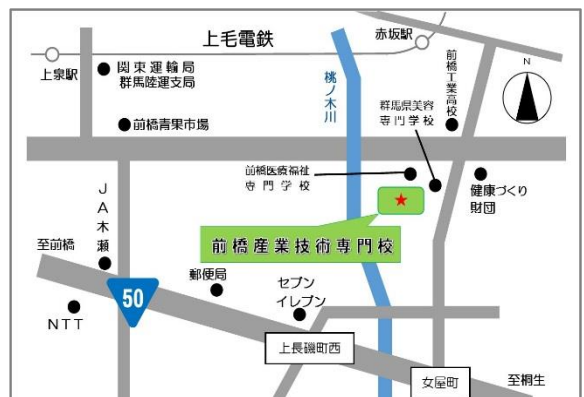 上毛電鉄
赤坂駅
上泉駅
関東運輸局
群馬陸運支局
桃ノ木川
前橋工業高校
N
群馬県美容
専門学校
前橋青果市場
前橋医療福祉
専門学校
健康づくり
財団
JA木瀬
前橋産業技術専門校
至前橋
郵便局
セブン
イレブン
50
NTT
上長磯町西
女屋町
至桐生